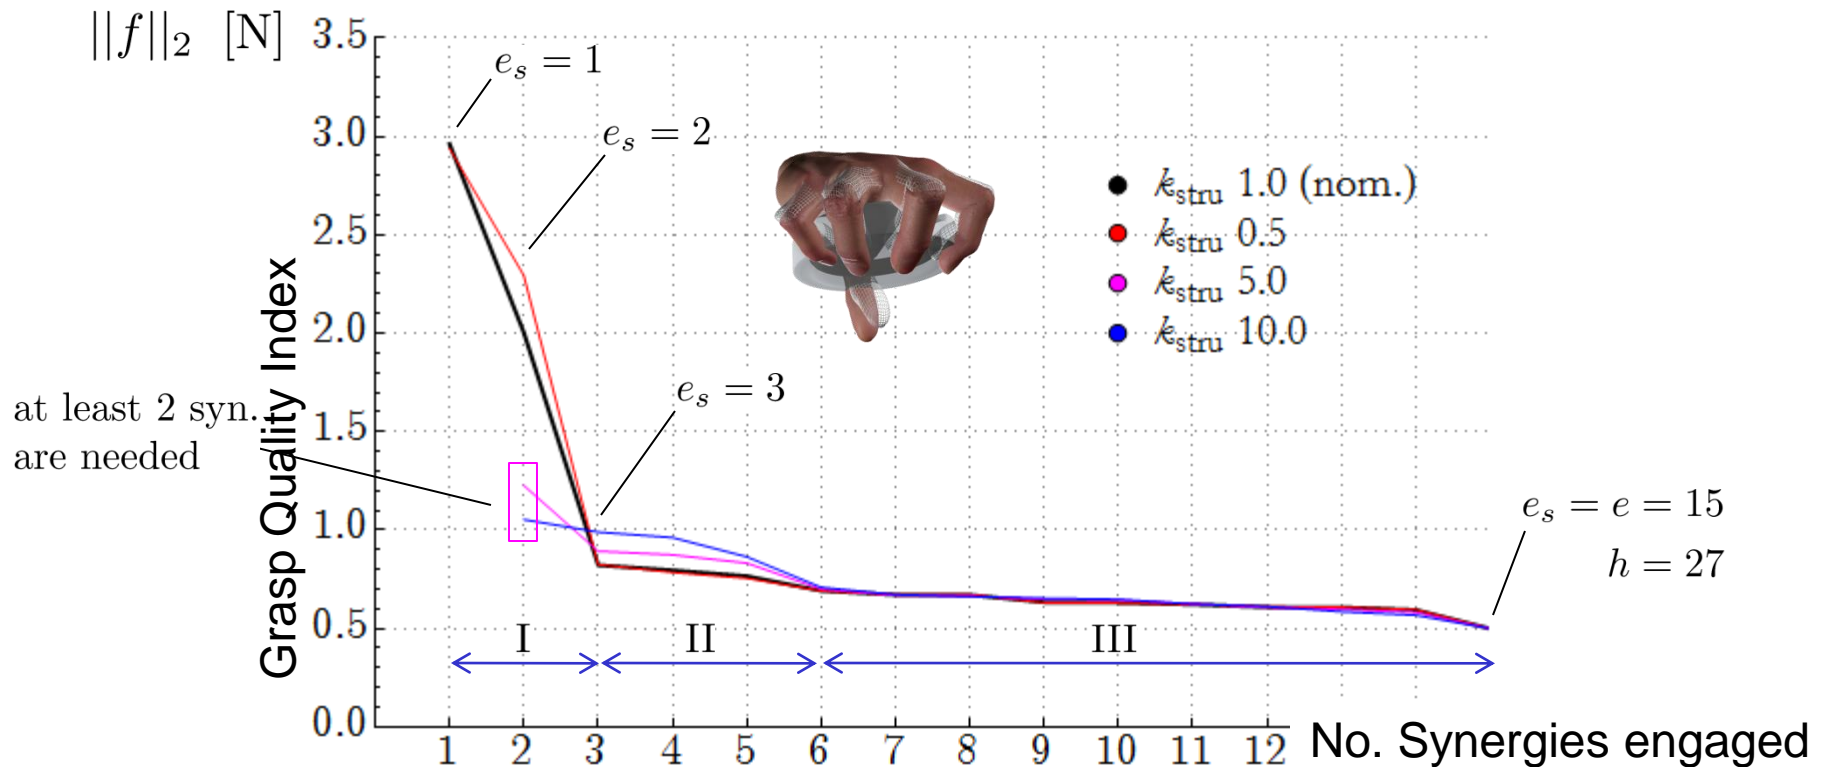 ||f||₂ [N]
3.5
3.0
2.5
2.0
1.5
1.0
0.5
0.0
Grasp Quality Index
e_s = 1
e_s = 2
e_s = 3
k_stru 1.0 (nom.)
k_stru 0.5
k_stru 5.0
k_stru 10.0
at least 2 syn.
are needed
e_s = e = 15
h = 27
I II III
1 2 3 4 5 6 7 8 9 10 11 12
No. Synergies engaged